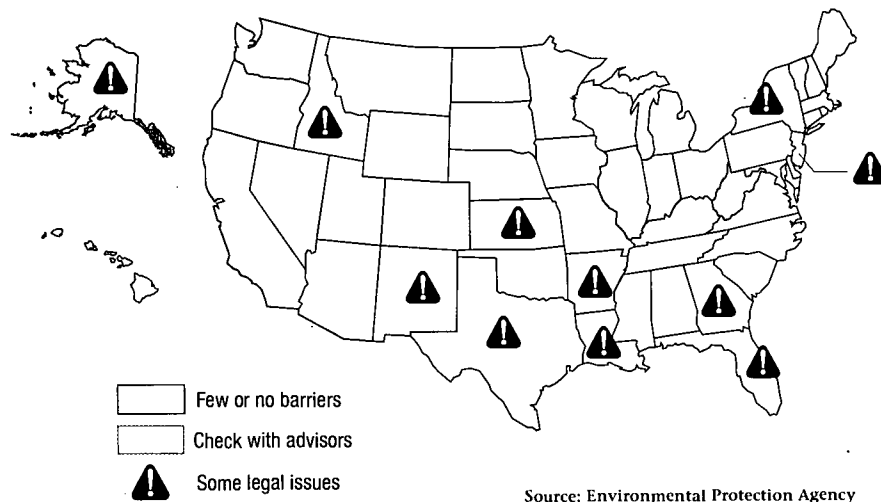 Few or no barriers
Check with advisors
Some legal issues
Source: Environmental Protection Agency